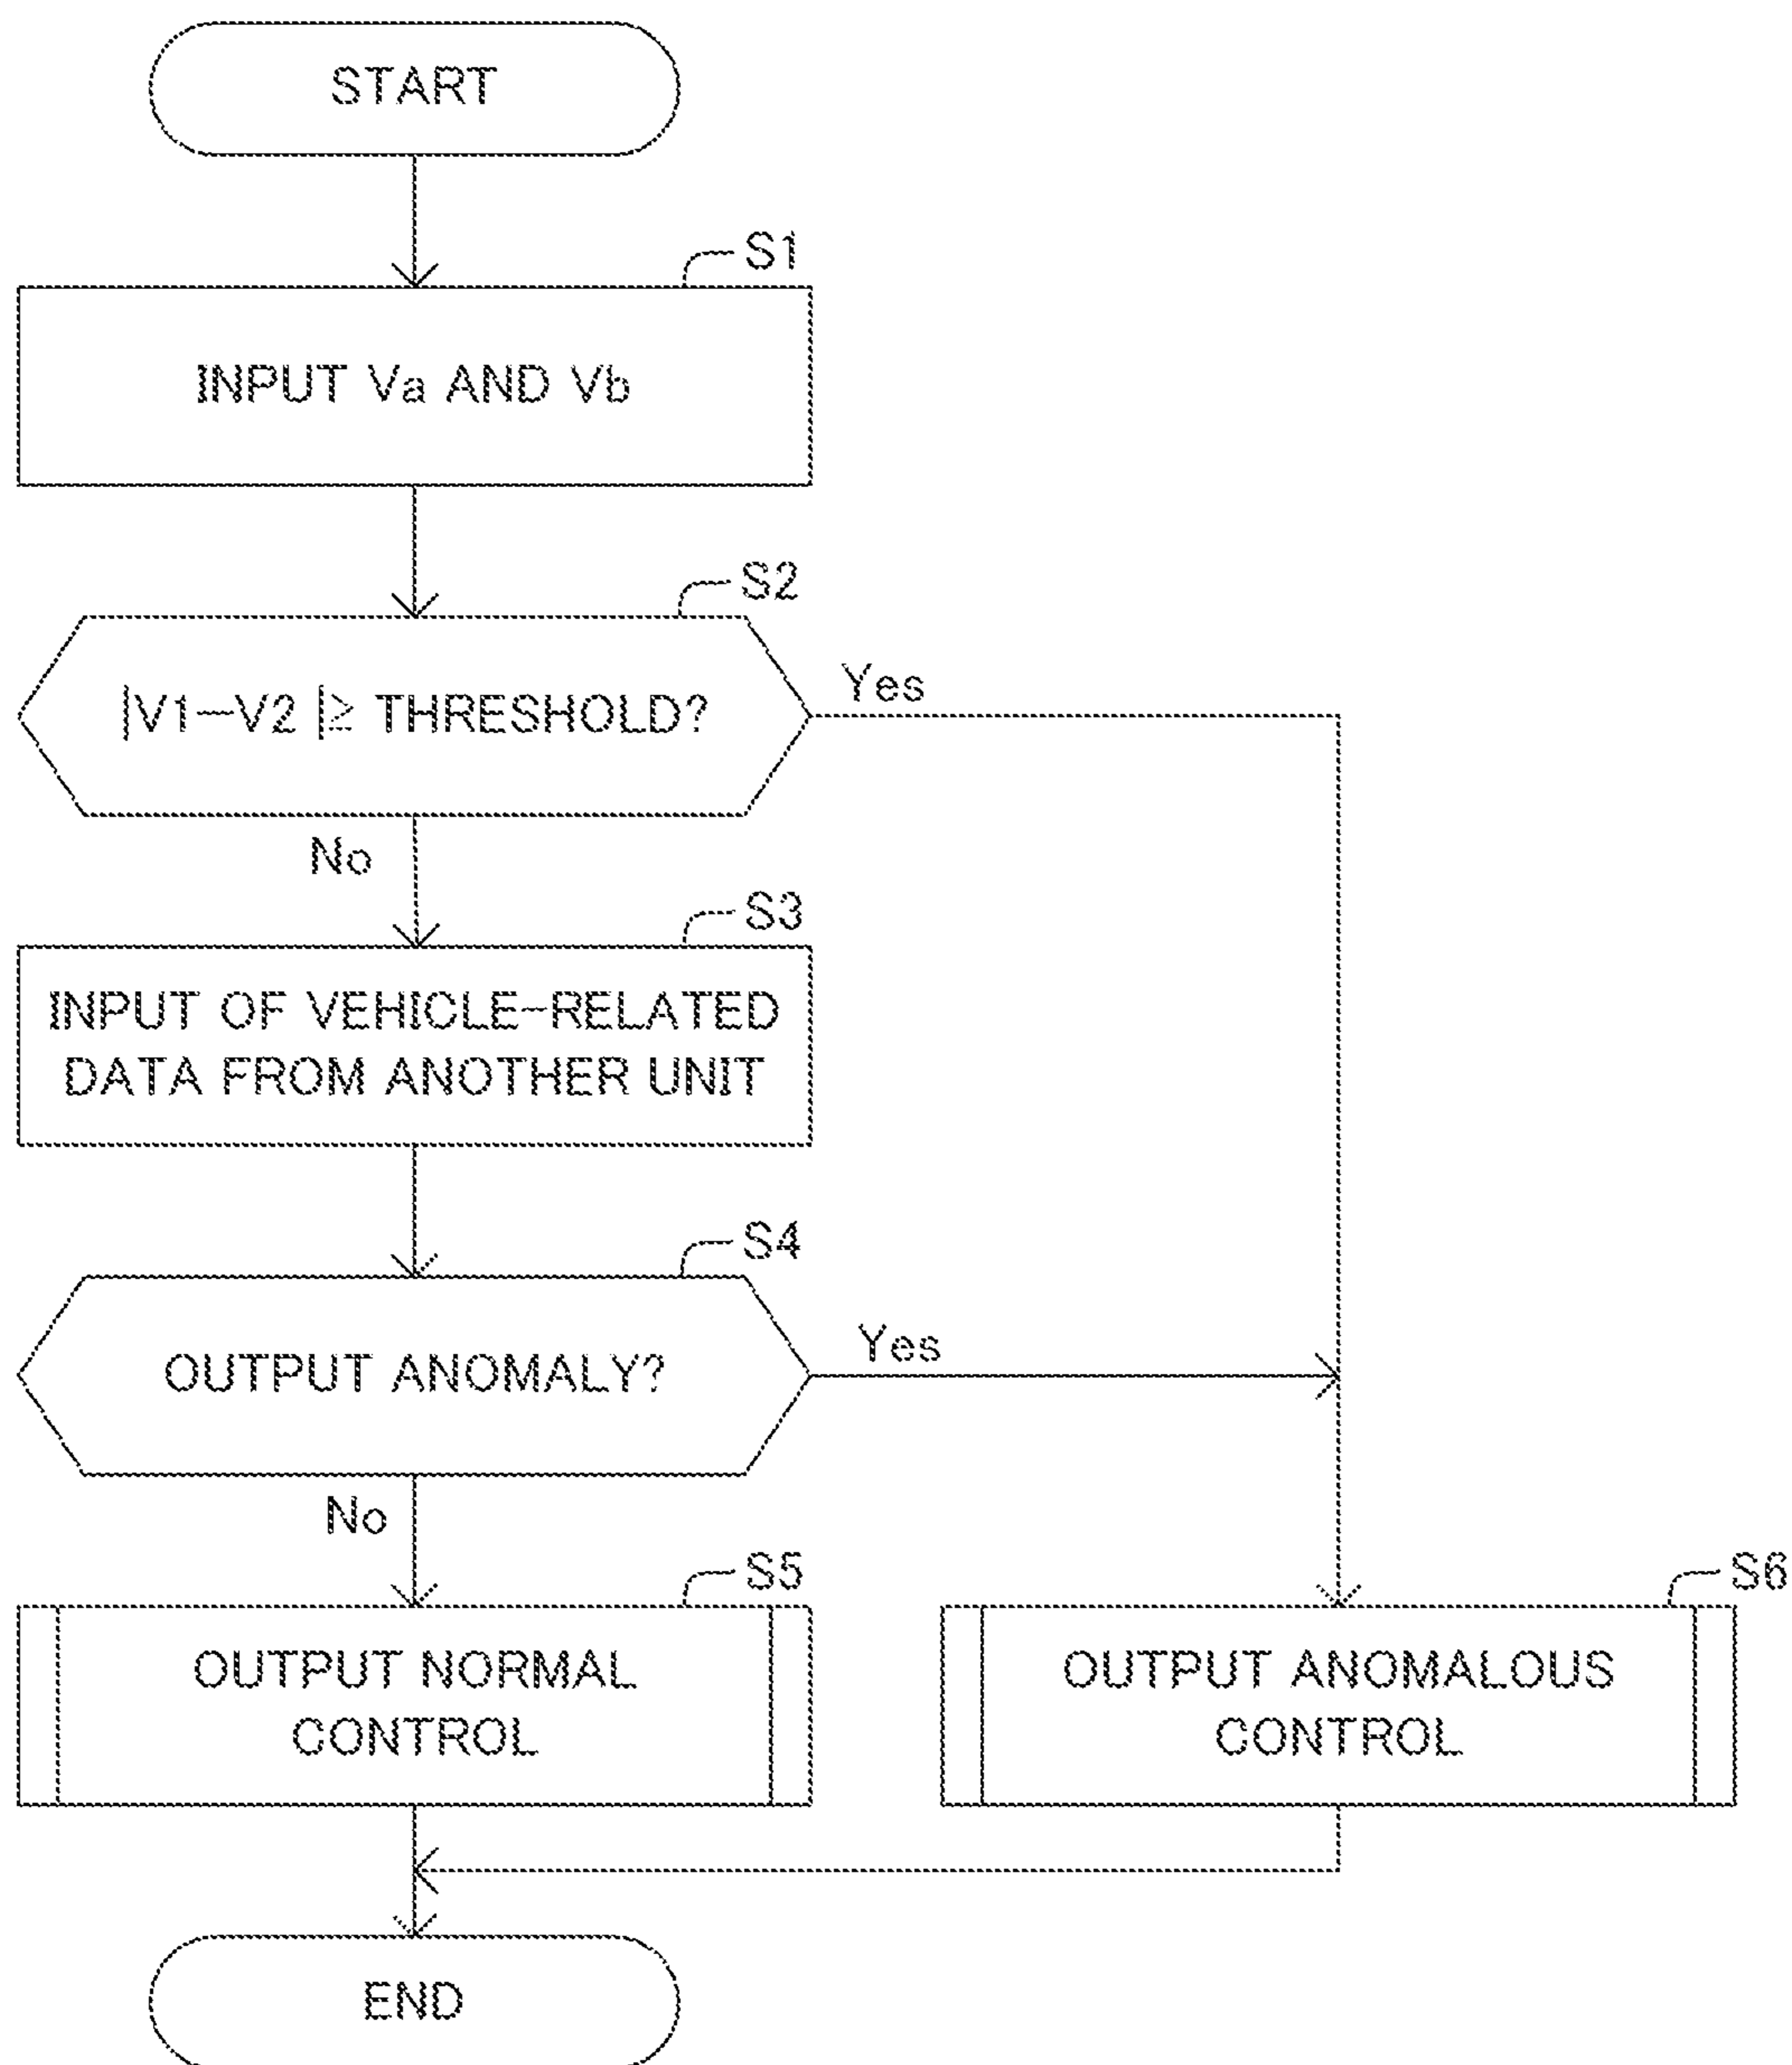 START
S1
INPUT Va AND Vb
S2
|V1-V2 |≥ THRESHOLD?
Yes
No
S3
INPUT OF VEHICLE-RELATED
DATA FROM ANOTHER UNIT
S4
OUTPUT ANOMALY?
Yes
No
S5
OUTPUT NORMAL
CONTROL
S6
OUTPUT ANOMALOUS
CONTROL
END